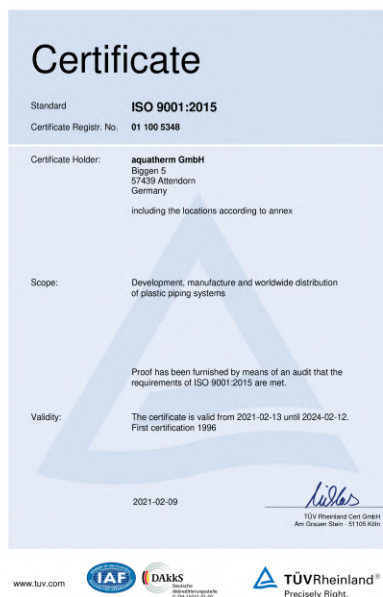 Certificate
Standard ISO 9001:2015
Certificate Registr. No. 01 100 5348
Certificate Holder: aquatherm GmbH
Biggen 5
57439 Attendorn
Germany
including the locations according to annex
Scope: Development, manufacture and worldwide distribution
of plastic piping systems
Proof has been furnished by means of an audit that the
requirements of ISO 9001:2015 are met.
Validity: The certificate is valid from 2021-02-13 until 2024-02-12.
First certification 1996
2021-02-09
TÜV Rheinland Cert GmbH
Am Grauen Stein · 51105 Köln
www.tuv.com
IAF
DAkkS
Deutsche
Akkreditierungsstelle
TÜVRheinland®
Precisely Right.